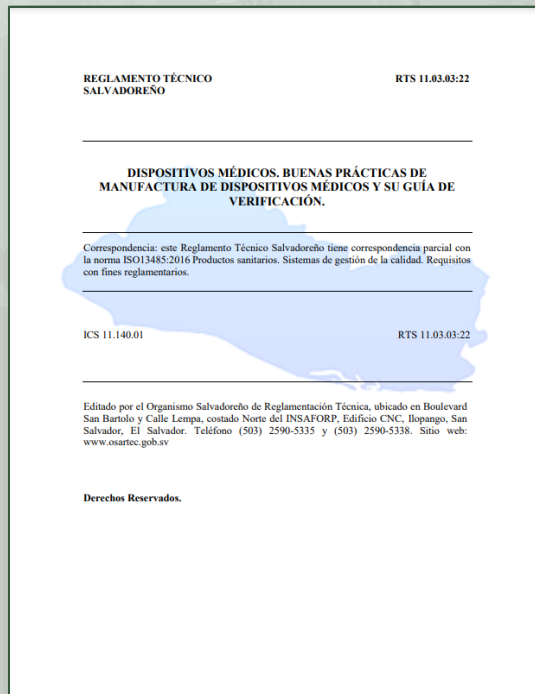 REGLAMENTO TÉCNICO
SALVADOREÑO
RTS 11.03.03:22
DISPOSITIVOS MÉDICOS. BUENAS PRÁCTICAS DE
MANUFACTURA DE DISPOSITIVOS MÉDICOS Y SU GUÍA DE
VERIFICACIÓN.
Correspondencia: este Reglamento Técnico Salvadoreño tiene correspondencia parcial con
la norma ISO13485:2016 Productos sanitarios. Sistemas de gestión de la calidad. Requisitos
con fines reglamentarios.
ICS 11.140.01
RTS 11.03.03:22
Editado por el Organismo Salvadoreño de Reglamentación Técnica, ubicado en Boulevard
San Bartolo y Calle Lempa, costado Norte del INSAFORP, Edificio CNC, Ilopango, San
Salvador, El Salvador. Teléfono (503) 2590-5335 y (503) 2590-5338. Sitio web:
www.osartec.gob.sv
Derechos Reservados.